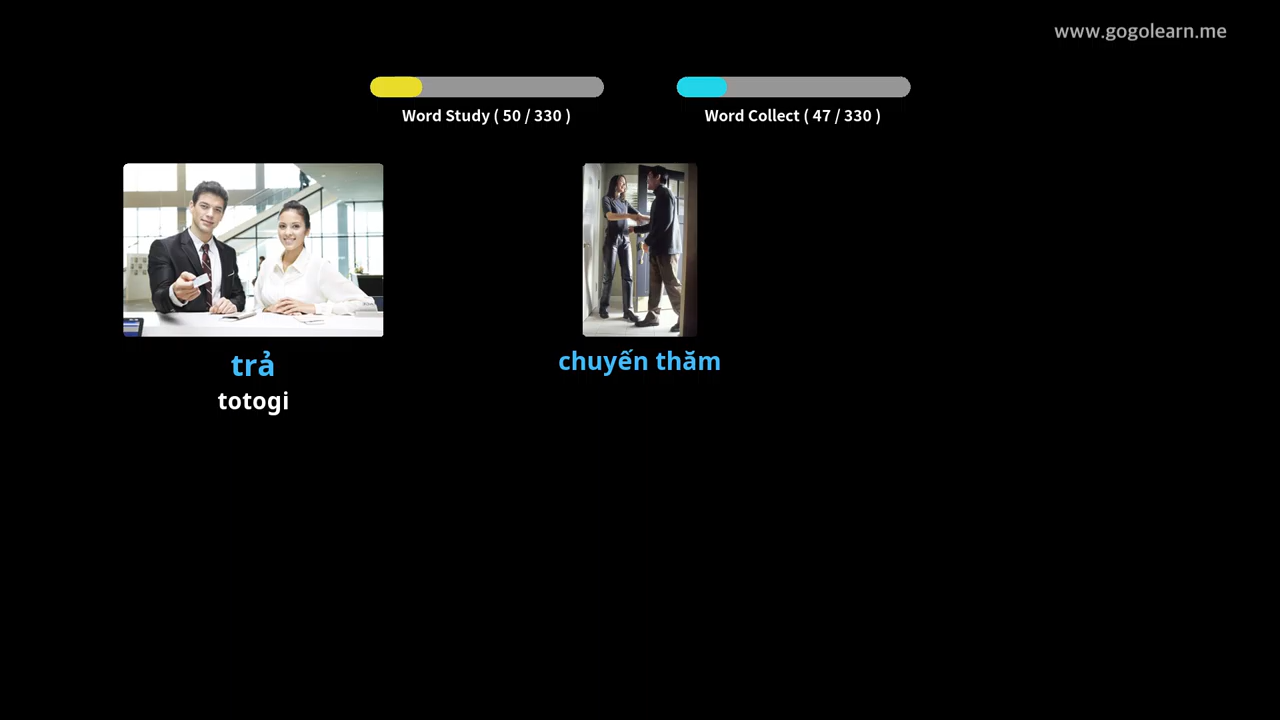 www.gogolearn.me
Word Study ( 50 / 330 )
Word Collect ( 47 / 330 )
trả
totogi
chuyến thăm